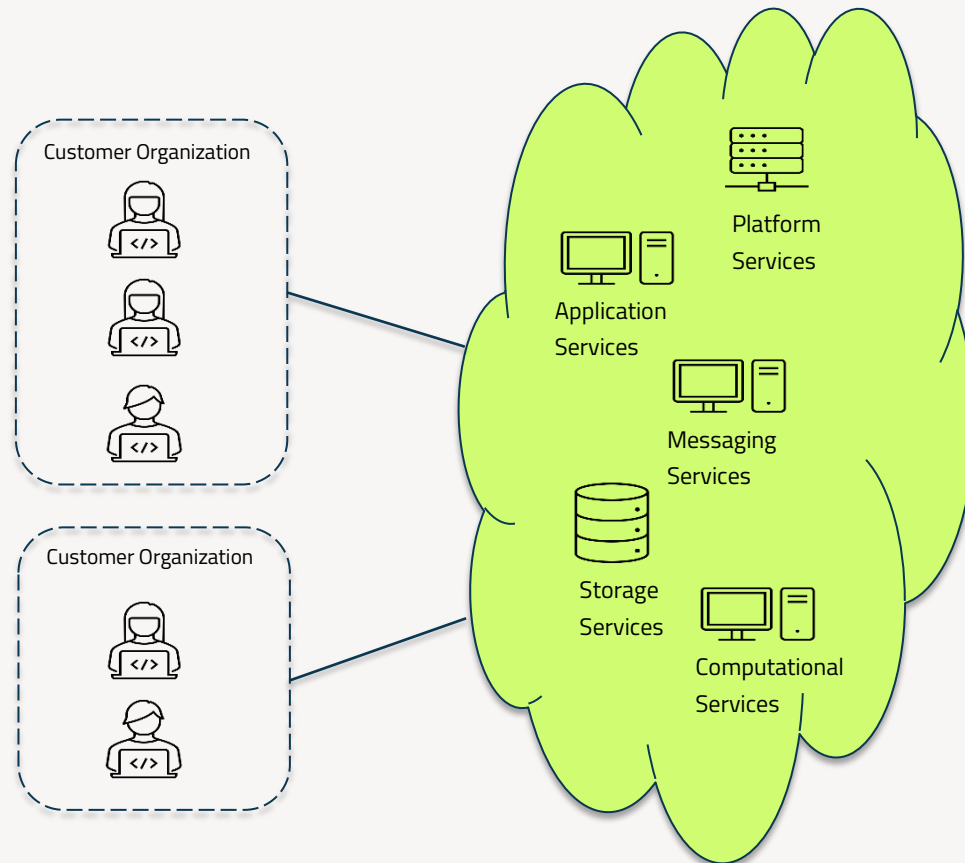 Customer Organization
</>
</>
</>
Customer Organization
</>
</>
Platform
Services
Application
Services
Messaging
Services
Storage
Services
Computational
Services